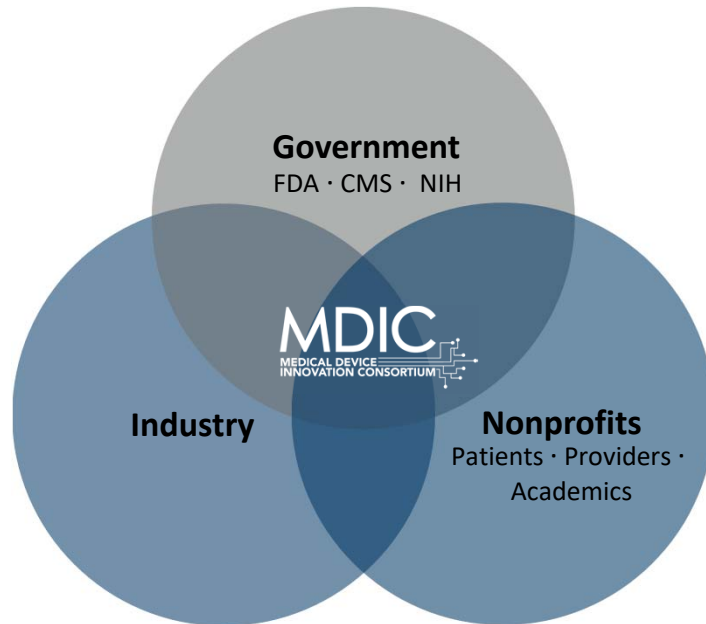 Government
FDA · CMS · NIH
MDIC
MEDICAL DEVICE
INNOVATION CONSORTIUM
Industry
Nonprofits
Patients · Providers ·
Academics